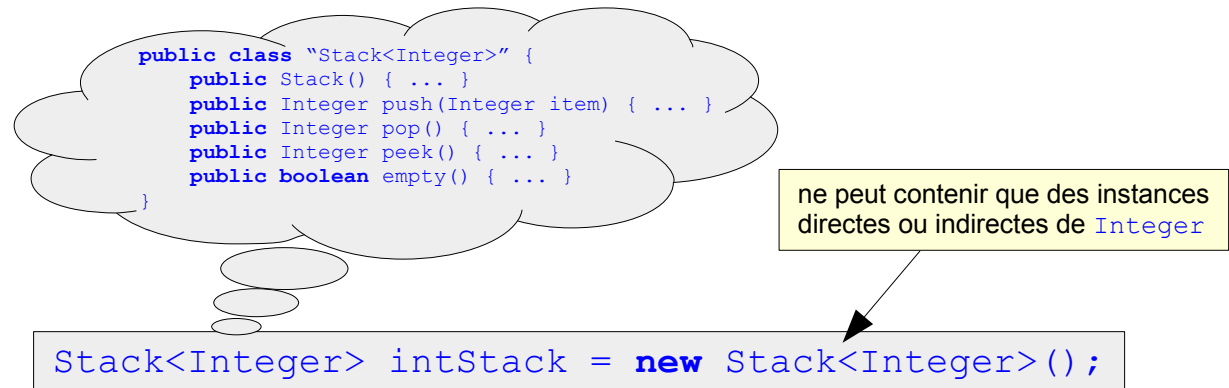 public class “Stack<Integer>” {
public Stack() { ... }
public Integer push(Integer item) { ... }
public Integer pop() { ... }
public Integer peek() { ... }
public boolean empty() { ... }
}
ne peut contenir que des instances
directes ou indirectes de Integer
Stack<Integer> intStack = new Stack<Integer>();